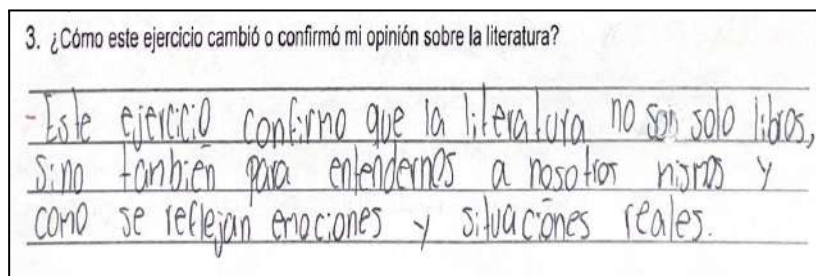 3. ¿Cómo este ejercicio cambió o confirmó mi opinión sobre la literatura?
- Este ejercicio confirmo que la literatura no son solo libros,
sino también para entendernos a nosotros mismos y
como se reflejan emociones y situaciones reales.